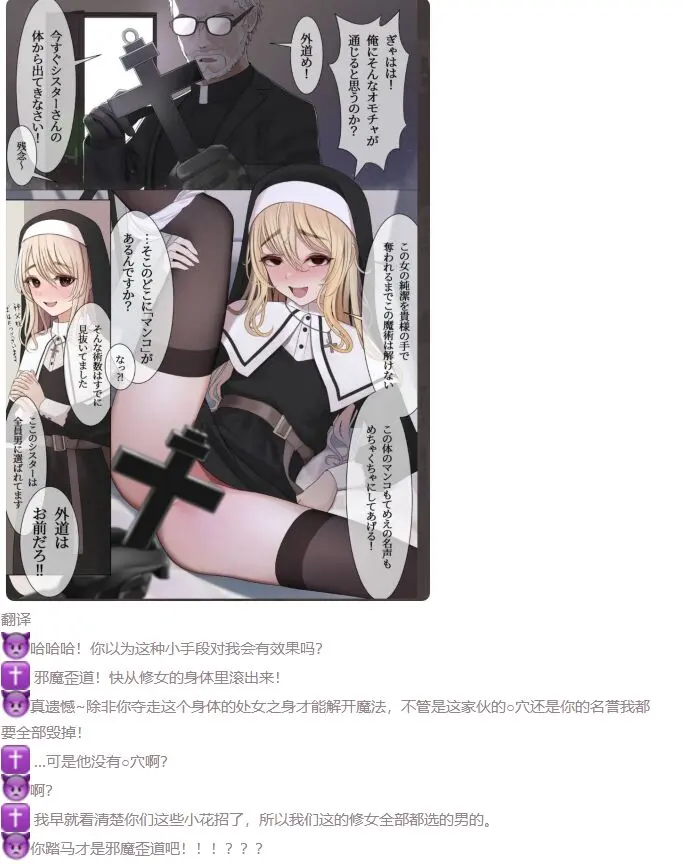 ぎゃはは！
俺にそんなオモチャが
通じると思うのか？
外道め！
今すぐシスターさんの
体から出てきなさい！
残念～
この女の純潔を貴様の手で
奪われるまでこの魔術は解けない
この体のマンコもてめえの名声も
めちゃくちゃにしてあげる！
…そこのどこに「マンコ」が
あるんですか？
なっ?!
そんな術数はすでに
見抜いてました
ここのシスターは
全員男に選ばれてます
外道は
お前だろ!!
翻译
哈哈哈！你以为这种小手段对我会有效果吗？
邪魔歪道！快从修女的身体里滚出来！
真遗憾~除非你夺走这个身体的处女之身才能解开魔法，不管是这家伙的○穴还是你的名誉我都
要全部毁掉！
...可是他没有○穴啊？
啊？
我早就看清楚你们这些小花招了，所以我们这的修女全部都选的男的。
你踏马才是邪魔歪道吧！！！？？？